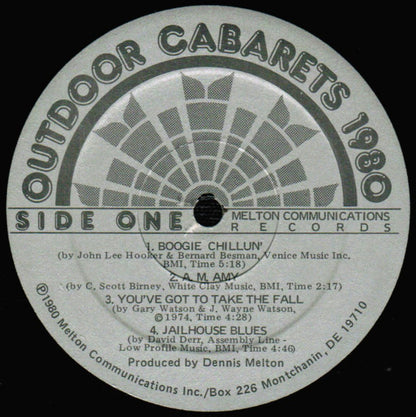 OUTDOOR CABARETS 1980
SIDE ONE
MELTON COMMUNICATIONS
RECORDS
1. BOOGIE CHILLUN'
(by John Lee Hooker & Bernard Besman, Venice Music Inc.
BMI, Time 5:18)
2. A. M. AMY
(by C. Scott Birney, White Clay Music, BMI, Time 2:17)
3. YOU'VE GOT TO TAKE THE FALL
(by Gary Watson & J. Wayne Watson,
©1974, Time 4:28)
4. JAILHOUSE BLUES
(by David Derr, Assembly Line -
Low Profile Music, BMI, Time 4:46)
Produced by Dennis Melton
℗1980 Melton Communications Inc./Box 226 Montchanin, DE 19710